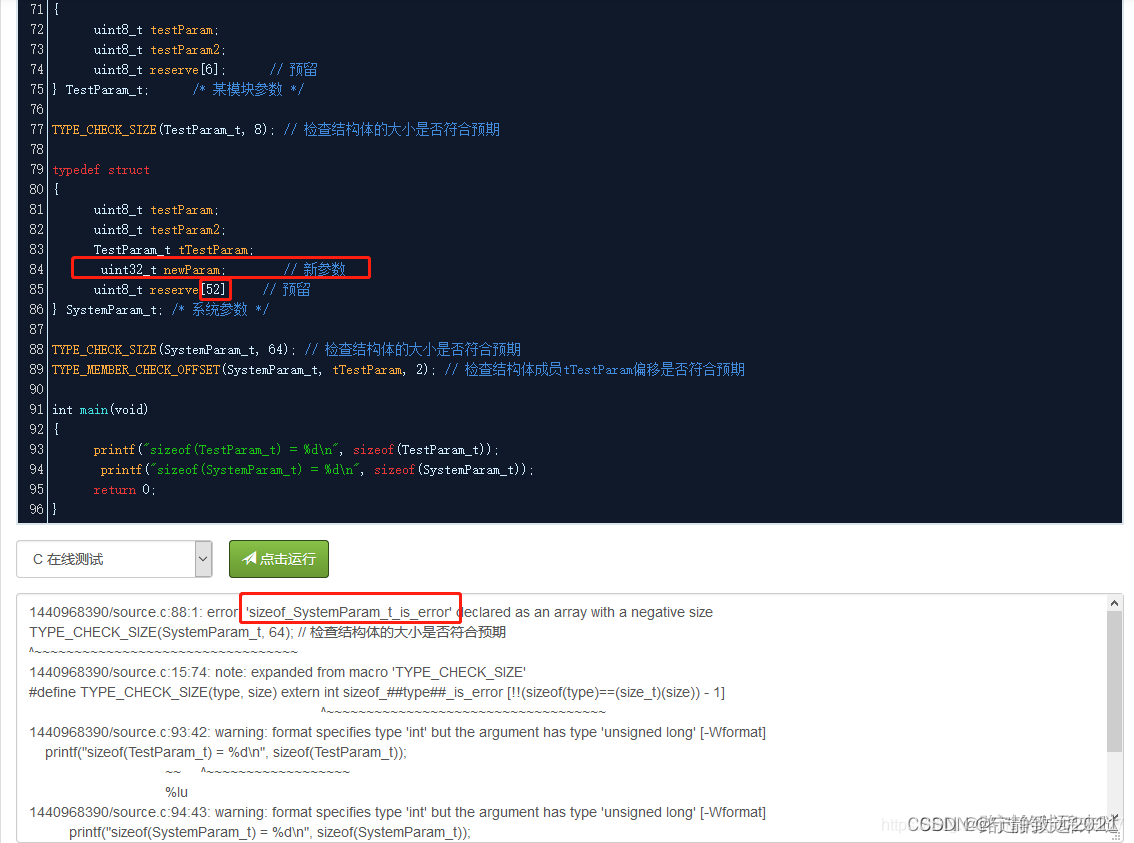 71 {
72 uint8_t testParam;
73 uint8_t testParam2;
74 uint8_t reserve[6]; // 预留
75 } TestParam_t; /* 某模块参数 */
76
77 TYPE_CHECK_SIZE(TestParam_t, 8); // 检查结构体的大小是否符合预期
78
79 typedef struct
80 {
81 uint8_t testParam;
82 uint8_t testParam2;
83 TestParam_t tTestParam;
84 uint32_t newParam; // 新参数
85 uint8_t reserve[52] // 预留
86 } SystemParam_t; /* 系统参数 */
87
88 TYPE_CHECK_SIZE(SystemParam_t, 64); // 检查结构体的大小是否符合预期
89 TYPE_MEMBER_CHECK_OFFSET(SystemParam_t, tTestParam, 2); // 检查结构体成员tTestParam偏移是否符合预期
90
91 int main(void)
92 {
93 printf("sizeof(TestParam_t) = %d\n", sizeof(TestParam_t));
94 printf("sizeof(SystemParam_t) = %d\n", sizeof(SystemParam_t));
95 return 0;
96 }
C 在线测试
点击运行
1440968390/source.c:88:1: error: 'sizeof_SystemParam_t_is_error' declared as an array with a negative size
TYPE_CHECK_SIZE(SystemParam_t, 64); // 检查结构体的大小是否符合预期
^~~~~~~~~~~~~~~~~~~~~~~~~~~~~~~~~~
1440968390/source.c:15:74: note: expanded from macro 'TYPE_CHECK_SIZE'
#define TYPE_CHECK_SIZE(type, size) extern int sizeof_##type##_is_error [!!(sizeof(type)==(size_t)(size)) - 1]
^~~~~~~~~~~~~~~~~~~~~~~~~~~~~~~~~~~~
1440968390/source.c:93:42: warning: format specifies type 'int' but the argument has type 'unsigned long' [-Wformat]
printf("sizeof(TestParam_t) = %d\n", sizeof(TestParam_t));
~~ ^~~~~~~~~~~~~~~~~~~
%lu
1440968390/source.c:94:43: warning: format specifies type 'int' but the argument has type 'unsigned long' [-Wformat]
printf("sizeof(SystemParam_t) = %d\n", sizeof(SystemParam_t));
CSDN